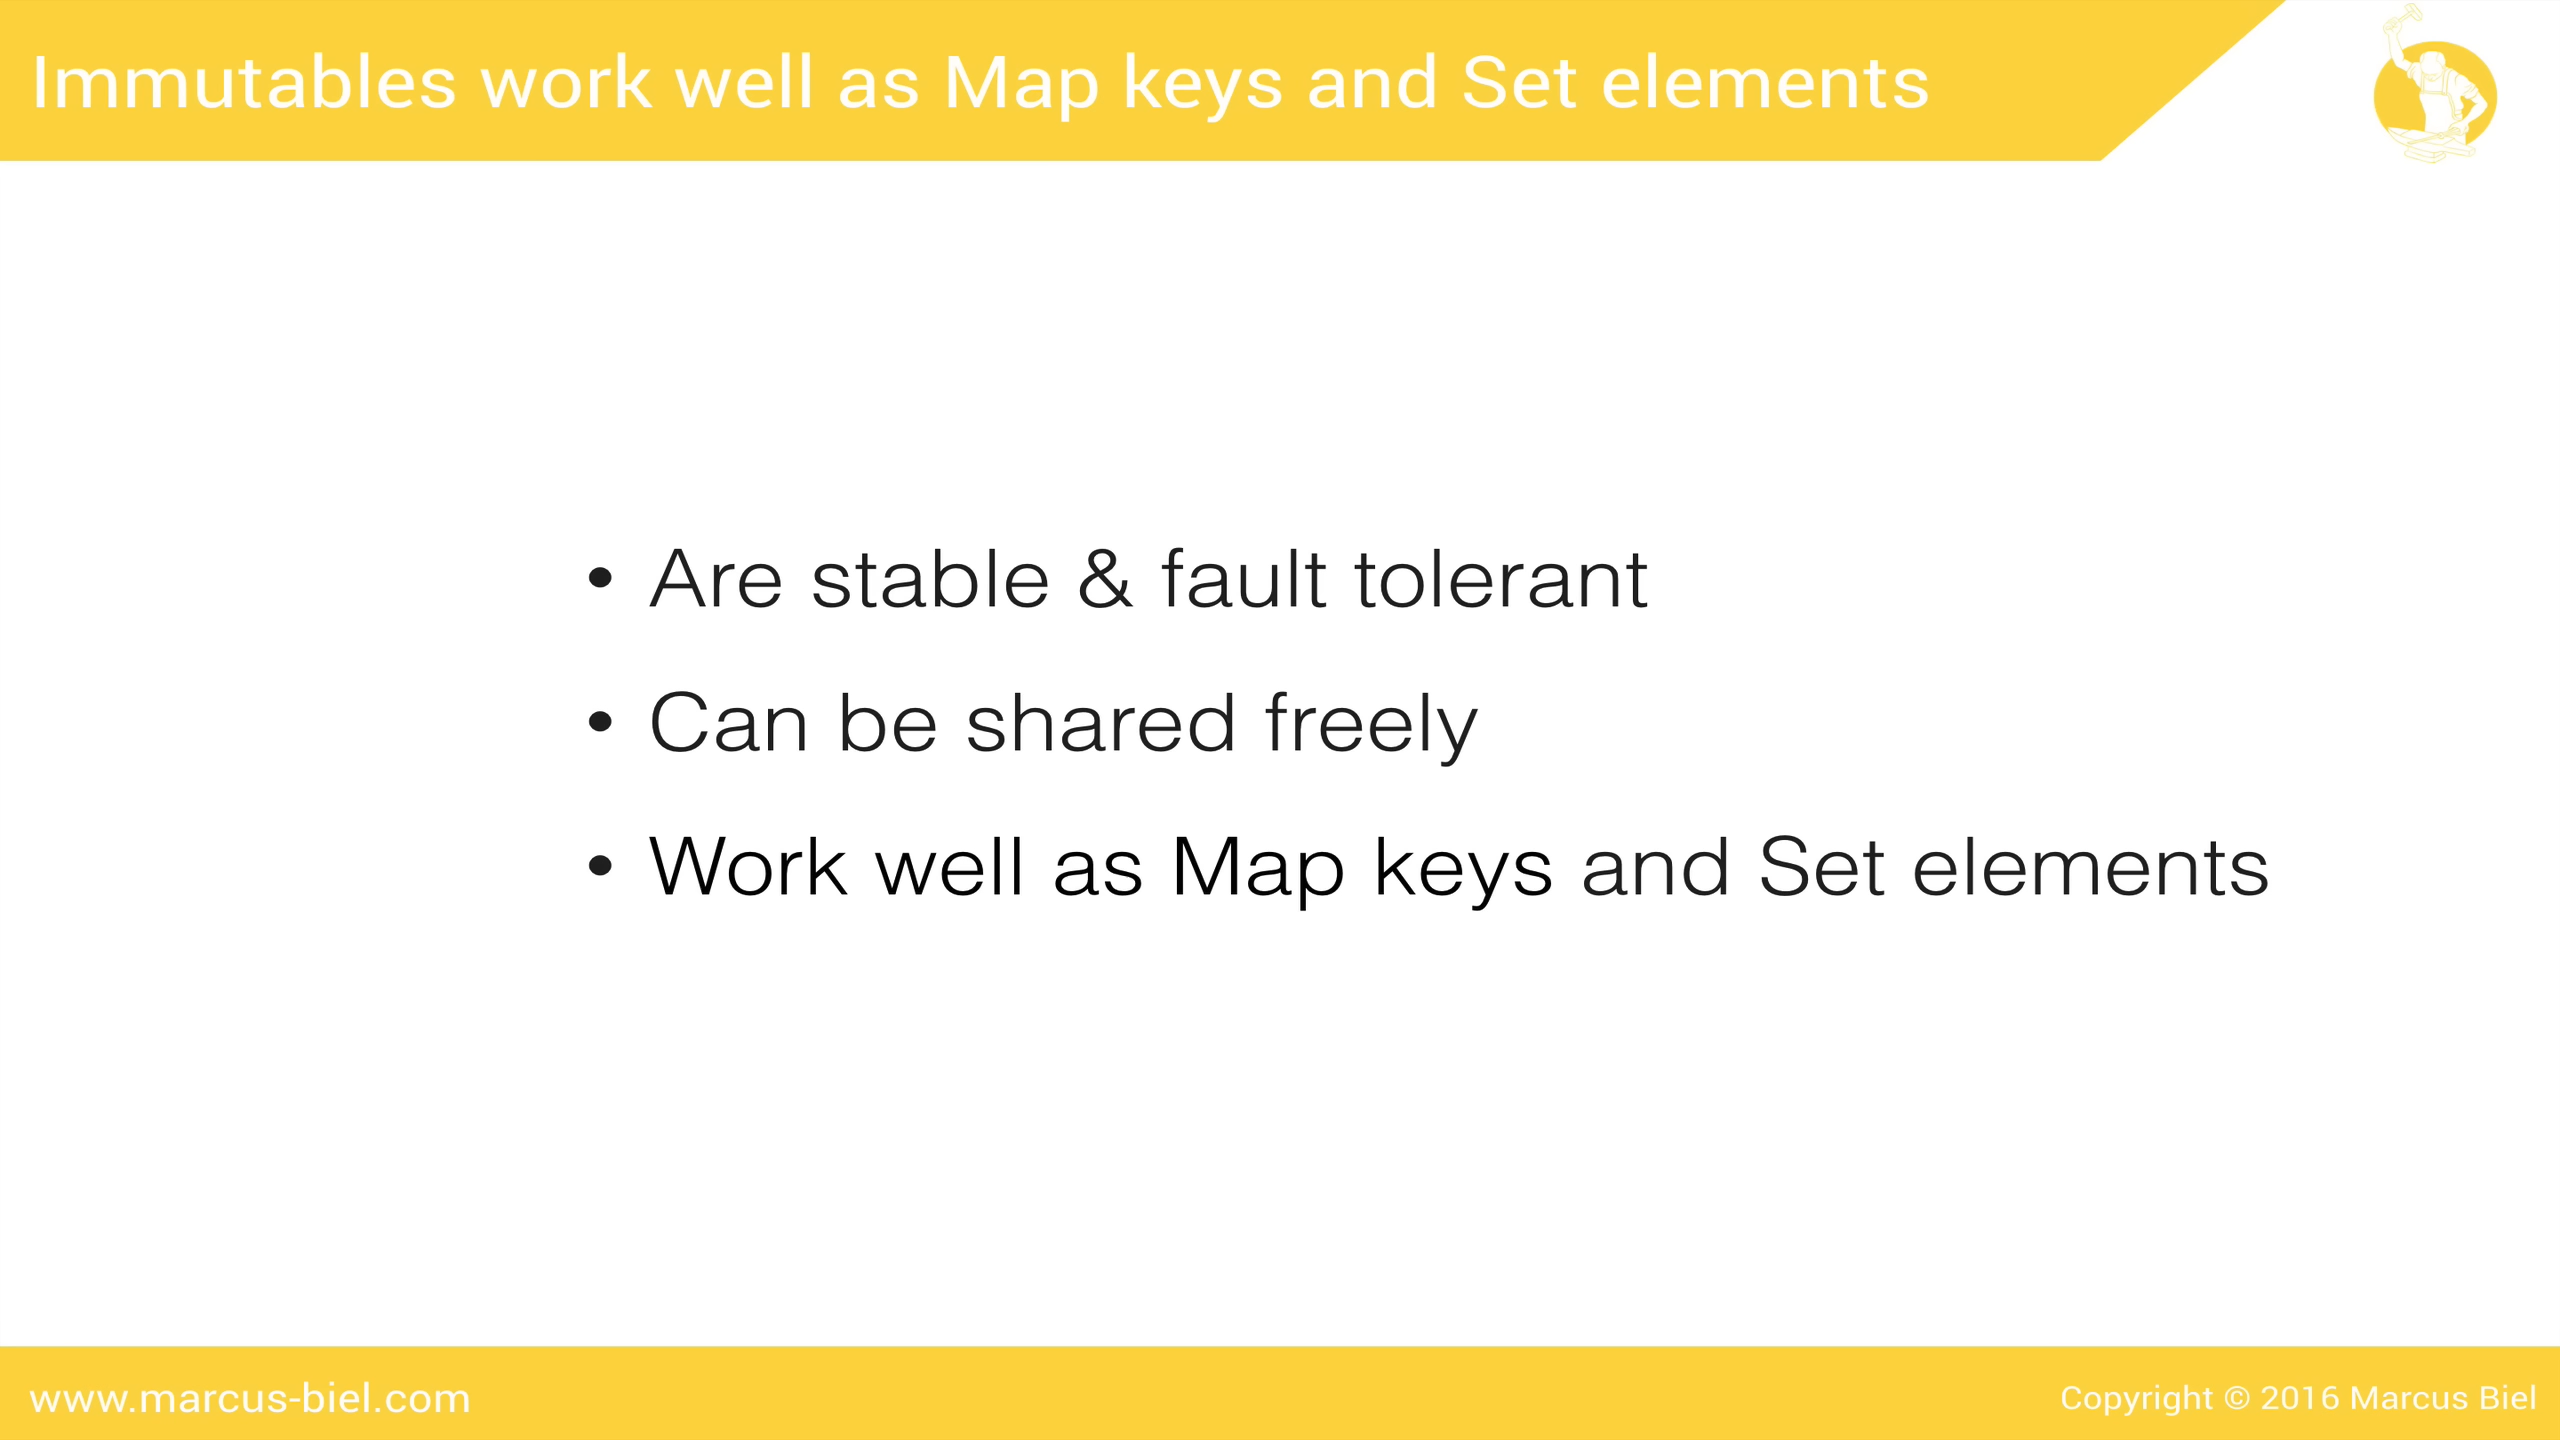 Immutables work well as Map keys and Set elements
• Are stable & fault tolerant
• Can be shared freely
• Work well as Map keys and Set elements
www.marcus-biel.com
Copyright © 2016 Marcus Biel